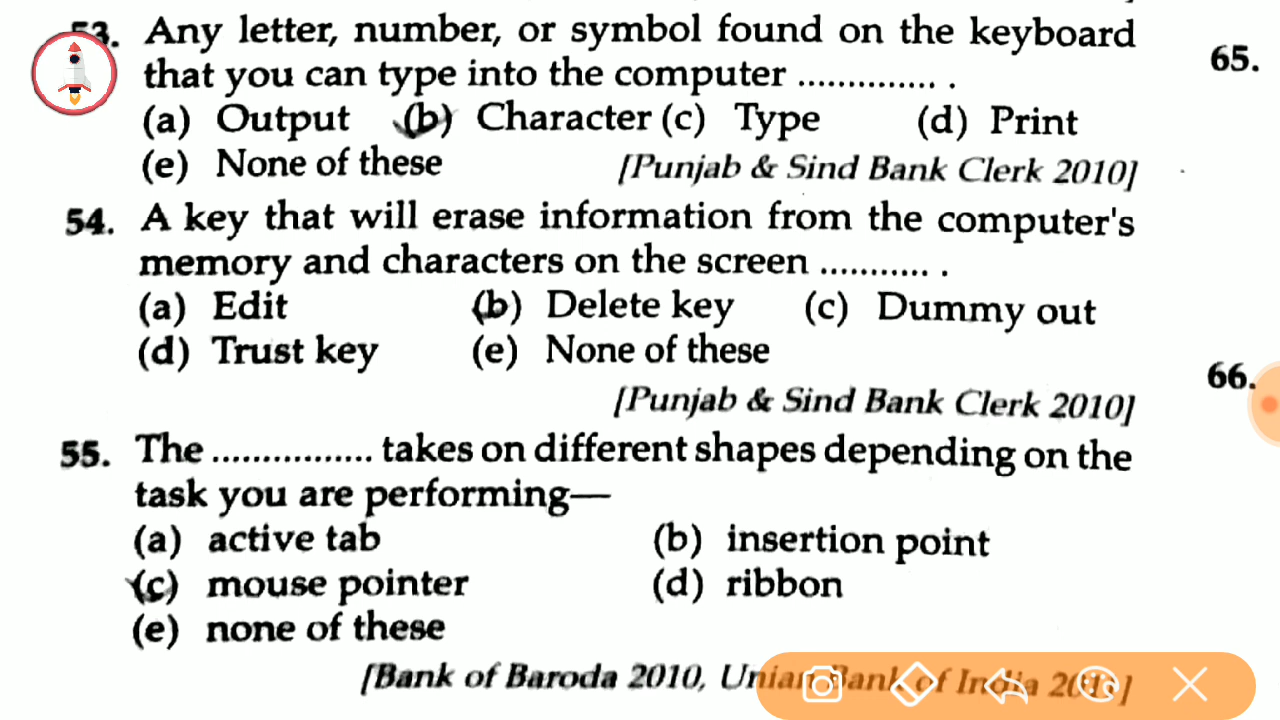 53. Any letter, number, or symbol found on the keyboard
that you can type into the computer .............. .
(a) Output (b) Character (c) Type (d) Print
(e) None of these [Punjab & Sind Bank Clerk 2010]
54. A key that will erase information from the computer's
memory and characters on the screen ........... .
(a) Edit (b) Delete key (c) Dummy out
(d) Trust key (e) None of these
[Punjab & Sind Bank Clerk 2010]
55. The ................ takes on different shapes depending on the
task you are performing—
(a) active tab (b) insertion point
(c) mouse pointer (d) ribbon
(e) none of these
[Bank of Baroda 2010, Union Bank of India
65.
66.